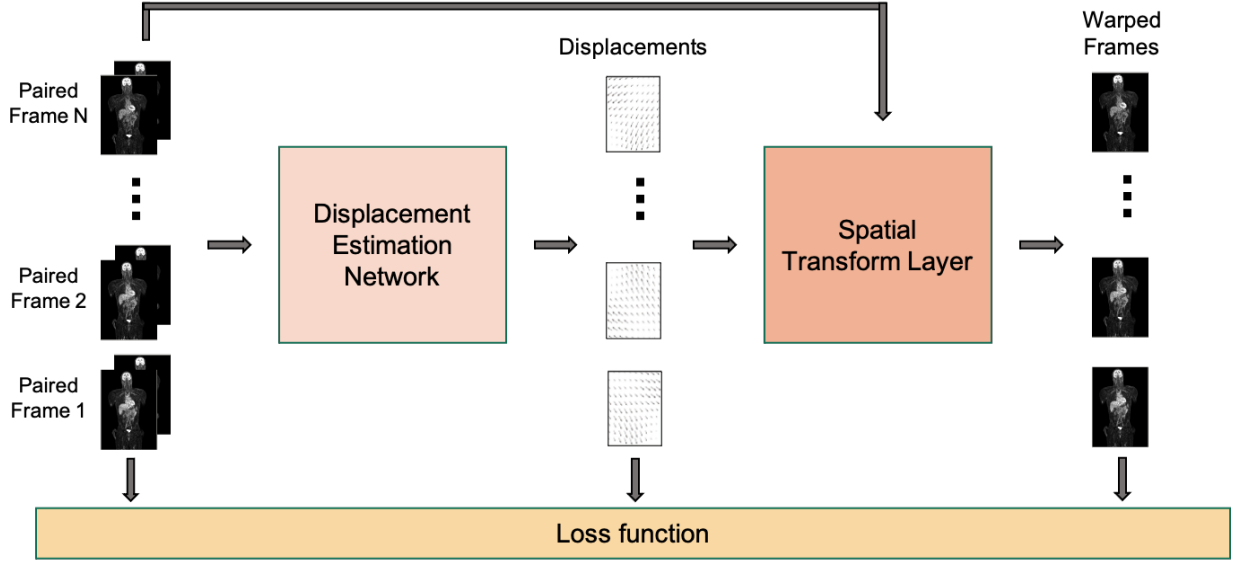 Warped
Frames
Displacements
Paired
Frame N
Displacement
Estimation
Network
Spatial
Transform Layer
Paired
Frame 2
Paired
Frame 1
Loss function